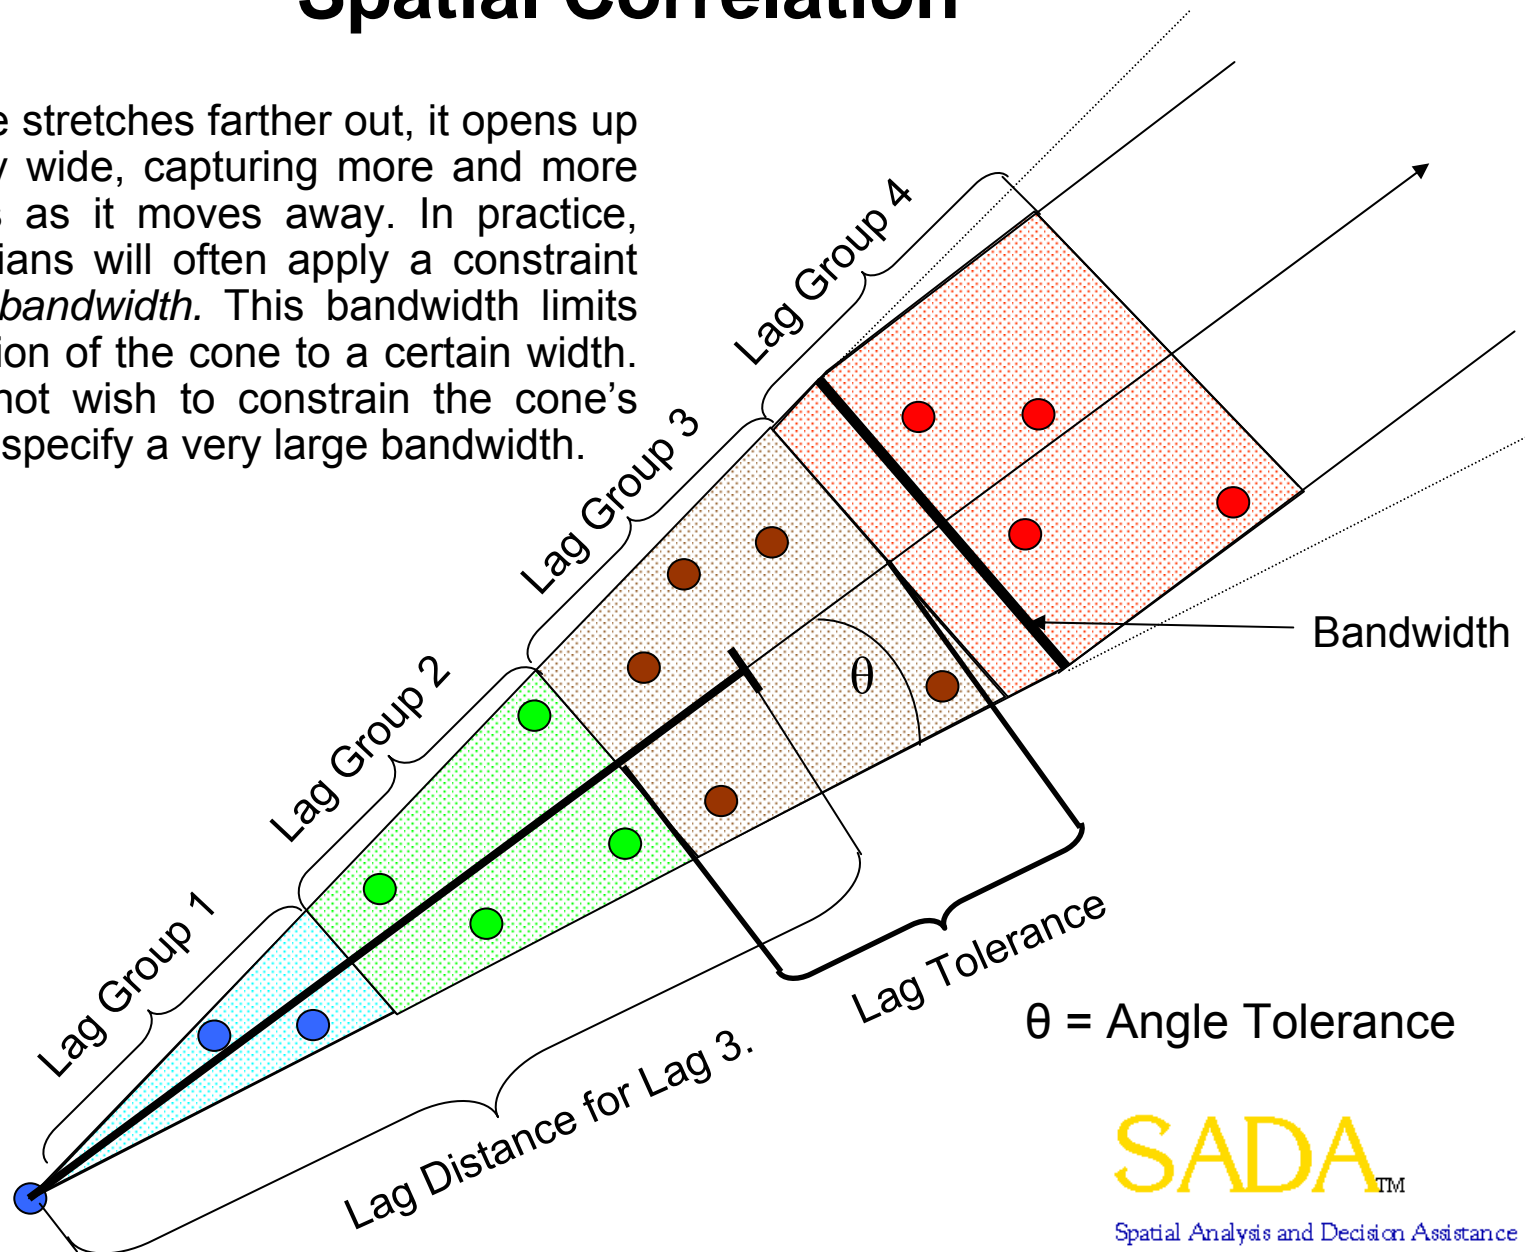 Spatial Correlation
e stretches farther out, it opens up
y wide, capturing more and more
s as it moves away. In practice,
ians will often apply a constraint
bandwidth. This bandwidth limits
ion of the cone to a certain width.
not wish to constrain the cone's
specify a very large bandwidth.
Lag Group 4
Lag Group 3
Lag Group 2
Lag Group 1
θ
Bandwidth
Lag Tolerance
Lag Distance for Lag 3.
θ = Angle Tolerance
SADA TM
Spatial Analysis and Decision Assistance